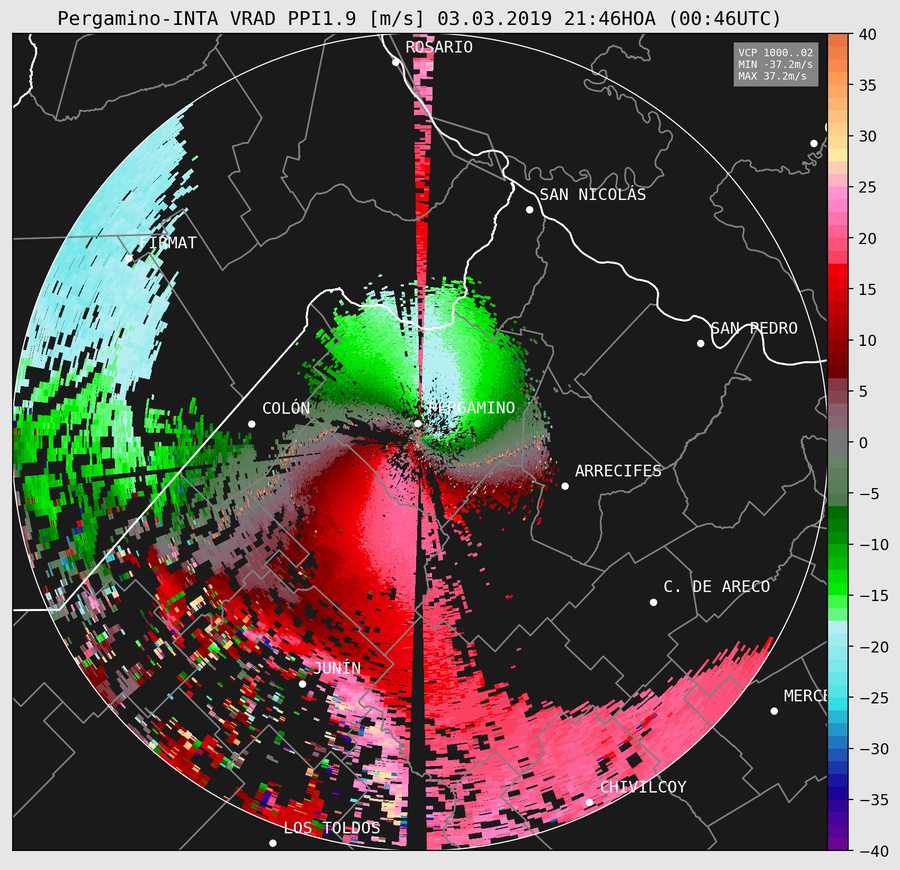 Pergamino-INTA VRAD PPI1.9 [m/s] 03.03.2019 21:46HOA (00:46UTC)
VCP 1000..02
MIN -37.2m/s
MAX 37.2m/s
ROSARIO
SAN NICOLÁS
FIRMAT
SAN PEDRO
COLÓN
PERGAMINO
ARRECIFES
C. DE ARECO
JUNÍN
MERCE
CHIVILCOY
LOS TOLDOS
40
35
30
25
20
15
10
5
0
−5
−10
−15
−20
−25
−30
−35
−40